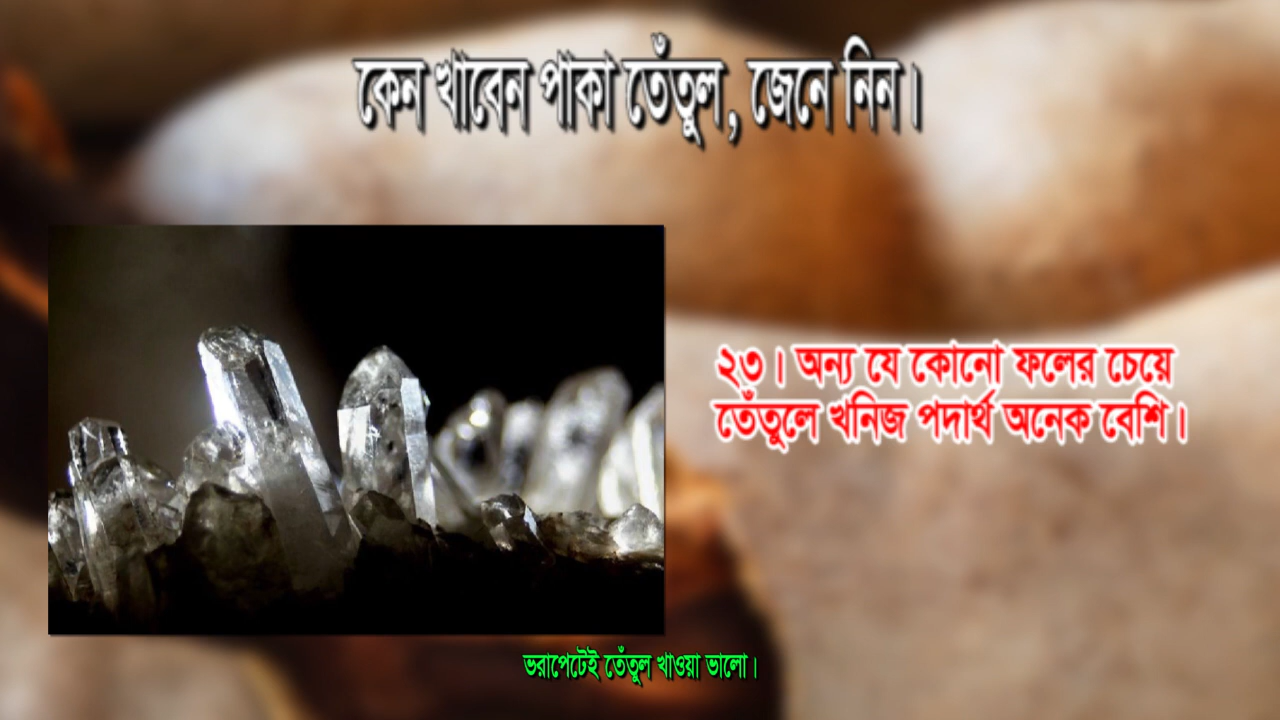 কেন খাবেন পাকা তেঁতুল, জেনে নিন।
২৩। অন্য যে কোনো ফলের চেয়ে
তেঁতুলে খনিজ পদার্থ অনেক বেশি।
ভরাপেটেই তেঁতুল খাওয়া ভালো।